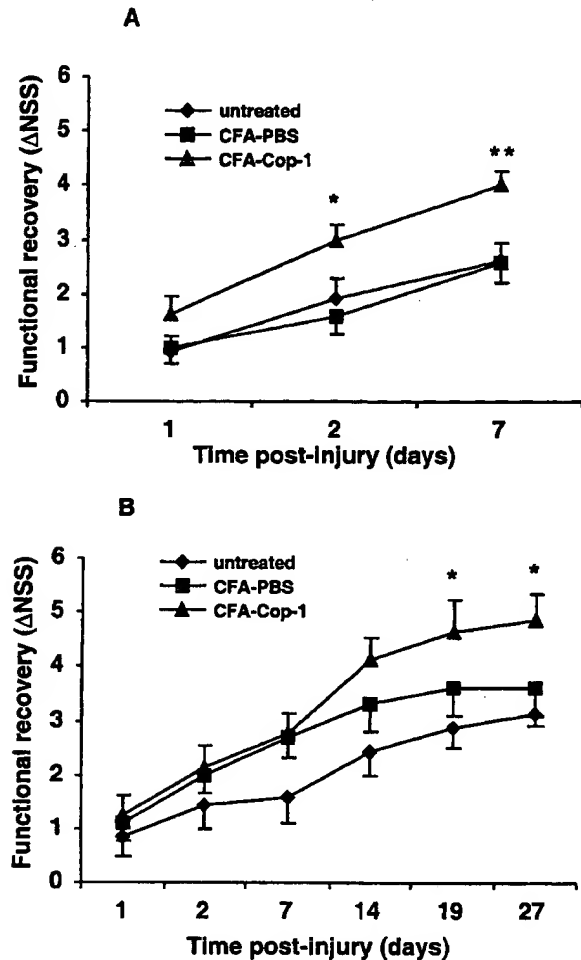 A
Functional recovery (ΔNSS)
6
5
4
3
2
1
0
untreated
CFA-PBS
CFA-Cop-1
*
**
1 2 7
Time post-injury (days)
B
Functional recovery (ΔNSS)
6
5
4
3
2
1
0
untreated
CFA-PBS
CFA-Cop-1
* *
1 2 7 14 19 27
Time post-injury (days)